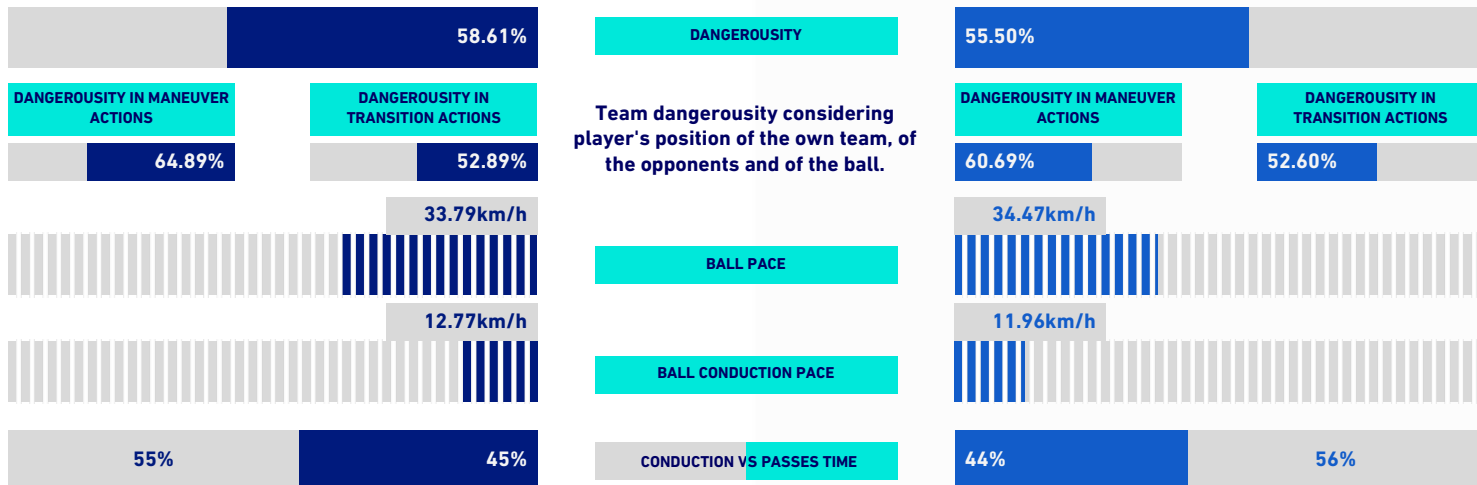 58.61%
DANGEROUSITY
55.50%
DANGEROUSITY IN MANEUVER
ACTIONS
DANGEROUSITY IN
TRANSITION ACTIONS
64.89%
52.89%
Team dangerousity considering
player's position of the own team, of
the opponents and of the ball.
DANGEROUSITY IN MANEUVER
ACTIONS
DANGEROUSITY IN
TRANSITION ACTIONS
60.69%
52.60%
33.79km/h
BALL PACE
34.47km/h
12.77km/h
BALL CONDUCTION PACE
11.96km/h
55%
45%
CONDUCTION VS PASSES TIME
44%
56%